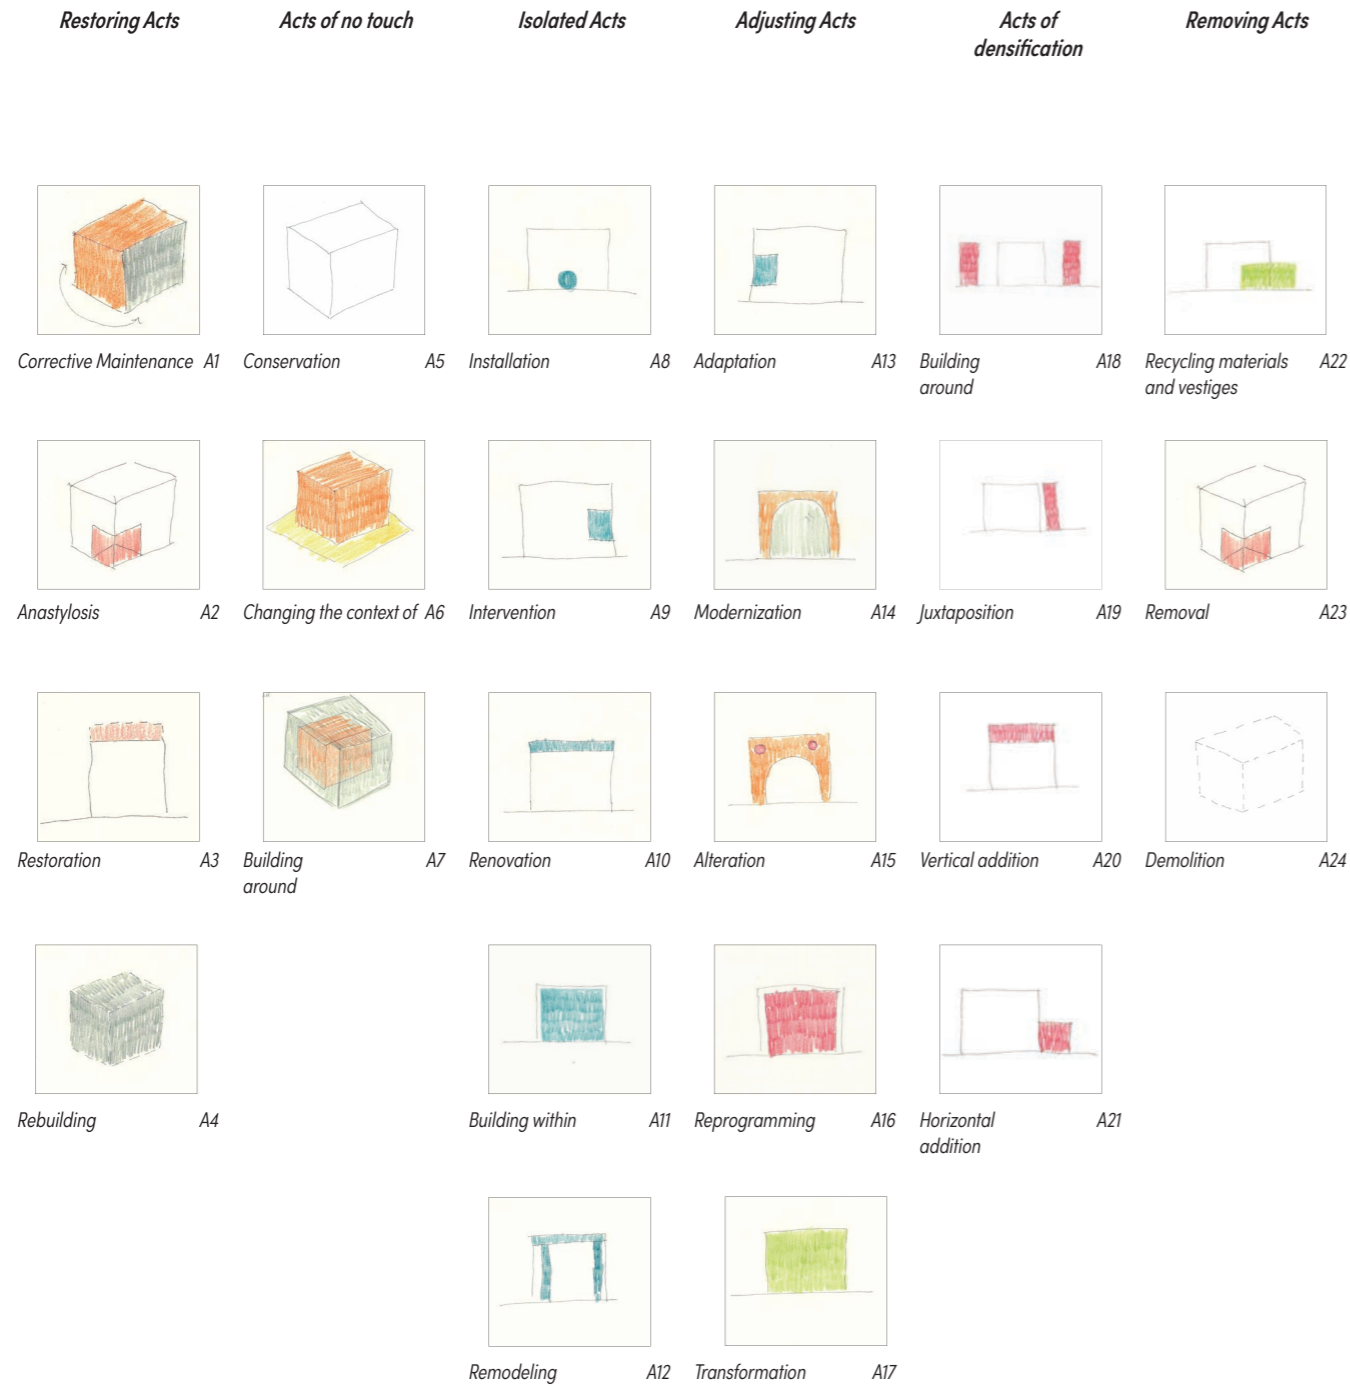 Restoring Acts
Acts of no touch
Isolated Acts
Adjusting Acts
Acts of
densification
Removing Acts
Corrective Maintenance A1
Conservation A5
Installation A8
Adaptation A13
Building A18
around
Recycling materials A22
and vestiges
Anastylosis A2
Changing the context of A6
Intervention A9
Modernization A14
Juxtaposition A19
Removal A23
Restoration A3
Building A7
around
Renovation A10
Alteration A15
Vertical addition A20
Demolition A24
Rebuilding A4
Building within A11
Reprogramming A16
Horizontal A21
addition
Remodeling A12
Transformation A17